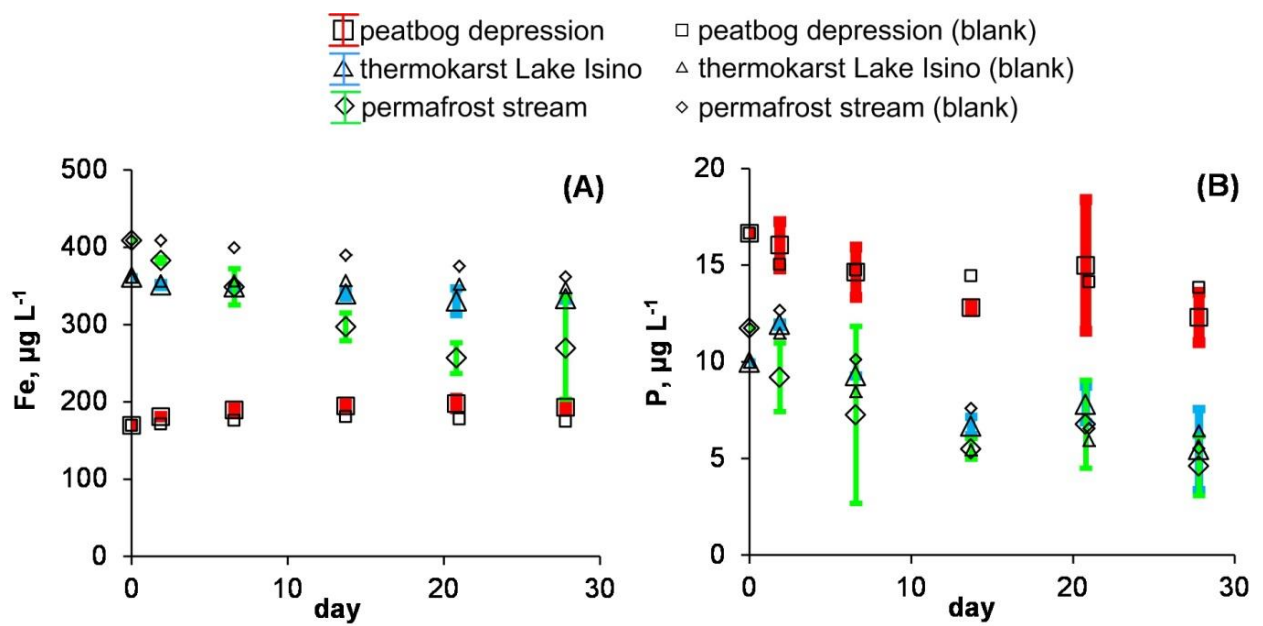 peatbog depression
peatbog depression (blank)
thermokarst Lake Isino
thermokarst Lake Isino (blank)
permafrost stream
permafrost stream (blank)
(A)
Fe, µg L⁻¹
500
400
300
200
100
0
0 10 20 30
day
(B)
P, µg L⁻¹
20
15
10
5
0
0 10 20 30
day